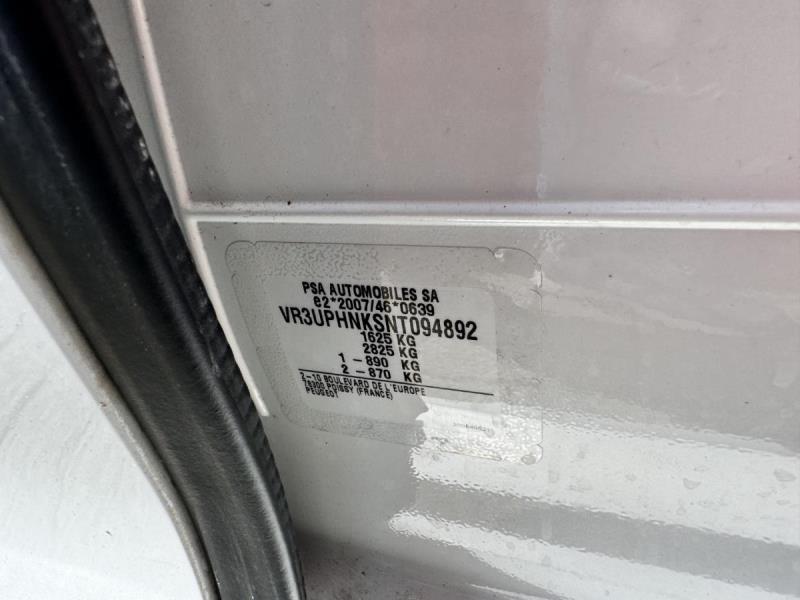 PSA AUTOMOBILES SA
e2*2007/46*0639
VR3UPHNKSNT094892
1625 KG
2825 KG
1 – 890 KG
2 – 870 KG
2-10 BOULEVARD DE L'EUROPE
78300 POISSY (FRANCE)
PEUGEOT